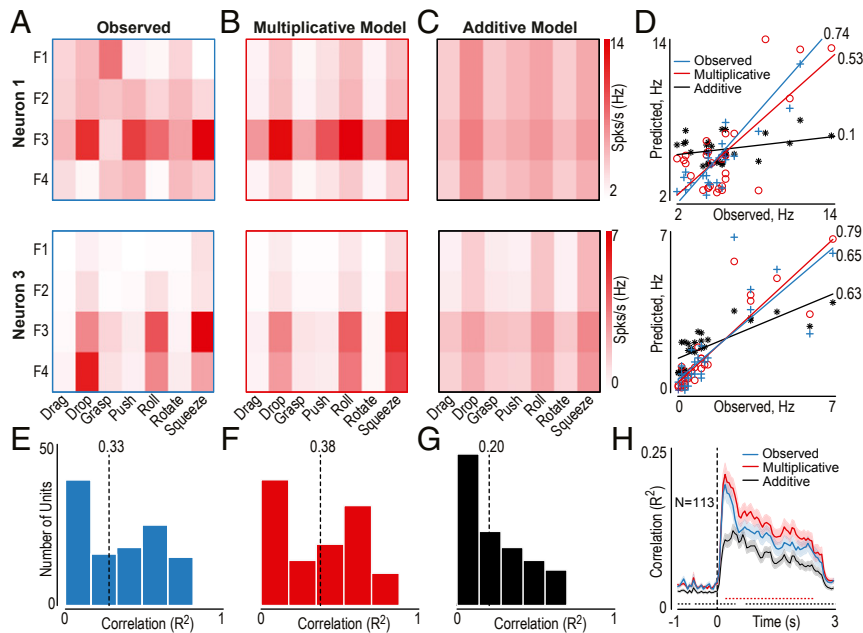 A Observed
B Multiplicative Model
C Additive Model
D
Neuron 1
F1
F2
F3
F4
14
Spks/s (Hz)
2
14
Predicted, Hz
2
Observed
Multiplicative
Additive
0.74
0.53
0.1
2 Observed, Hz 14
Neuron 3
F1
F2
F3
F4
Drag Drop Grasp Push Roll Rotate Squeeze
Drag Drop Grasp Push Roll Rotate Squeeze
Drag Drop Grasp Push Roll Rotate Squeeze
7
Spks/s (Hz)
0
7
Predicted, Hz
0
0.79
0.65
0.63
0 Observed, Hz 7
E
50
Number of Units
0
0.33
0 Correlation (R²) 1
F
0.38
0 Correlation (R²) 1
G
0.20
0 Correlation (R²) 1
H
0.25
Correlation (R²)
0
N=113
Observed
Multiplicative
Additive
-1 0 Time (s) 3